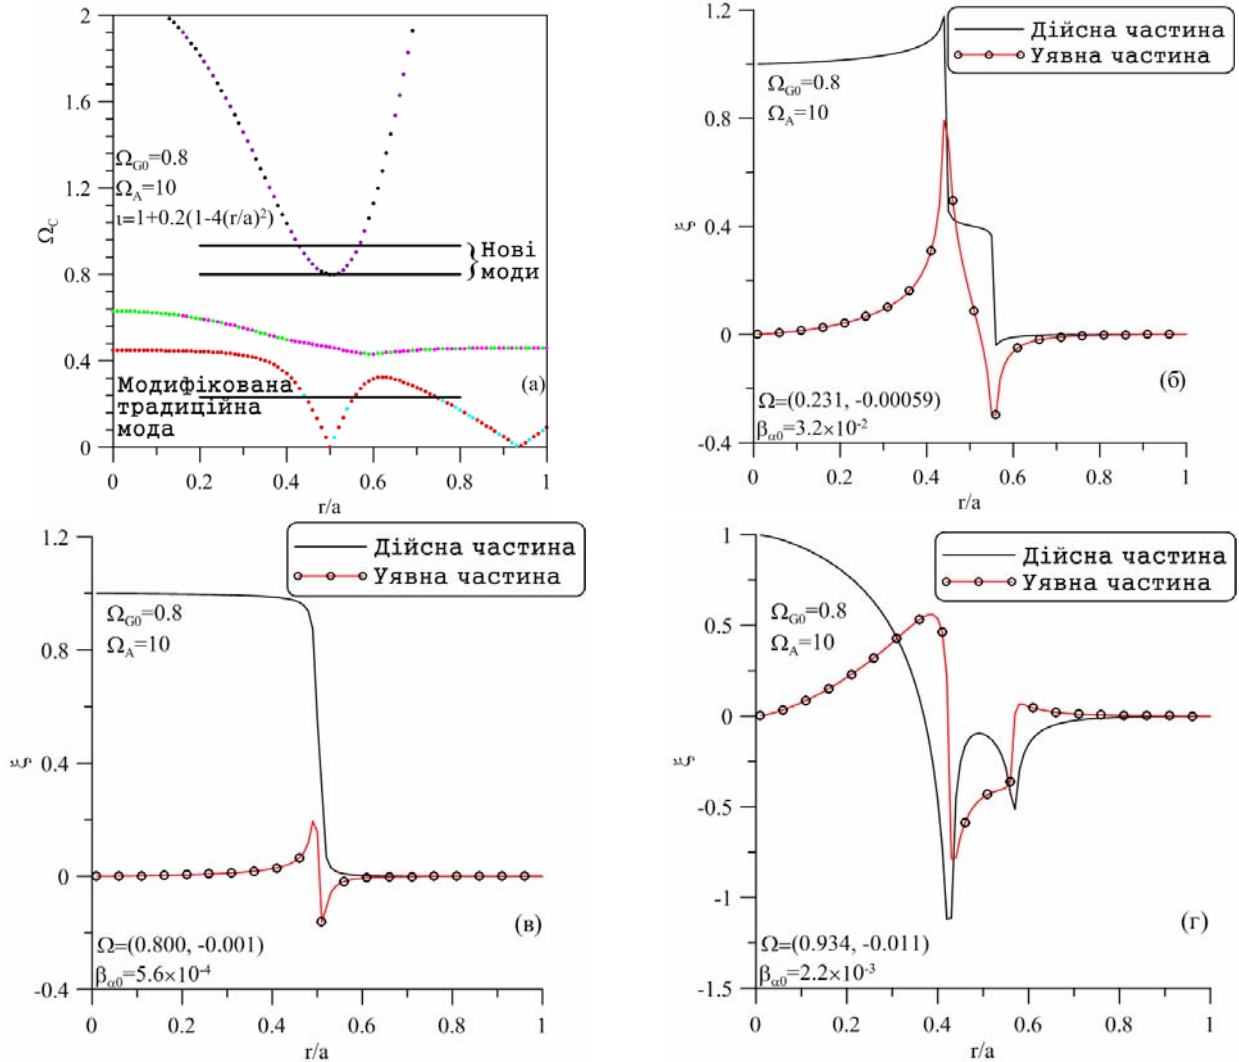 2
1.6
1.2
0.8
0.4
0
Ω_C
Ω_G0=0.8
Ω_A=10
ι=1+0.2(1-4(r/a)²)
Нові
моди
Модифікована
традиційна
мода
(а)
0 0.2 0.4 0.6 0.8 1
r/a
1.2
0.8
0.4
0
-0.4
ξ
Дійсна частина
Уявна частина
Ω_G0=0.8
Ω_A=10
Ω=(0.231, -0.00059)
β_α0=3.2×10⁻²
(б)
0 0.2 0.4 0.6 0.8 1
r/a
1.2
0.8
0.4
0
-0.4
ξ
Дійсна частина
Уявна частина
Ω_G0=0.8
Ω_A=10
Ω=(0.800, -0.001)
β_α0=5.6×10⁻⁴
(в)
0 0.2 0.4 0.6 0.8 1
r/a
1
0.5
0
-0.5
-1
-1.5
ξ
Дійсна частина
Уявна частина
Ω_G0=0.8
Ω_A=10
Ω=(0.934, -0.011)
β_α0=2.2×10⁻³
(г)
0 0.2 0.4 0.6 0.8 1
r/a